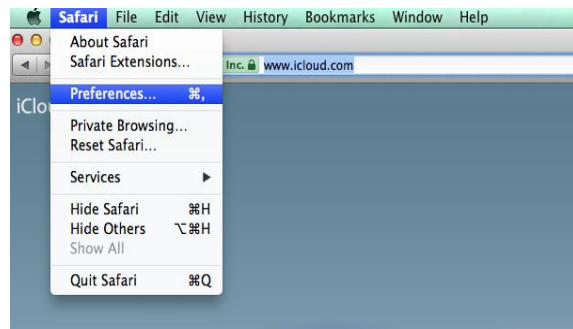 Safari File Edit View History Bookmarks Window Help
About Safari
Safari Extensions...
Inc. www.icloud.com
Preferences... ⌘,
iClo
Private Browsing...
Reset Safari...
Services ▶
Hide Safari ⌘H
Hide Others ⌥⌘H
Show All
Quit Safari ⌘Q